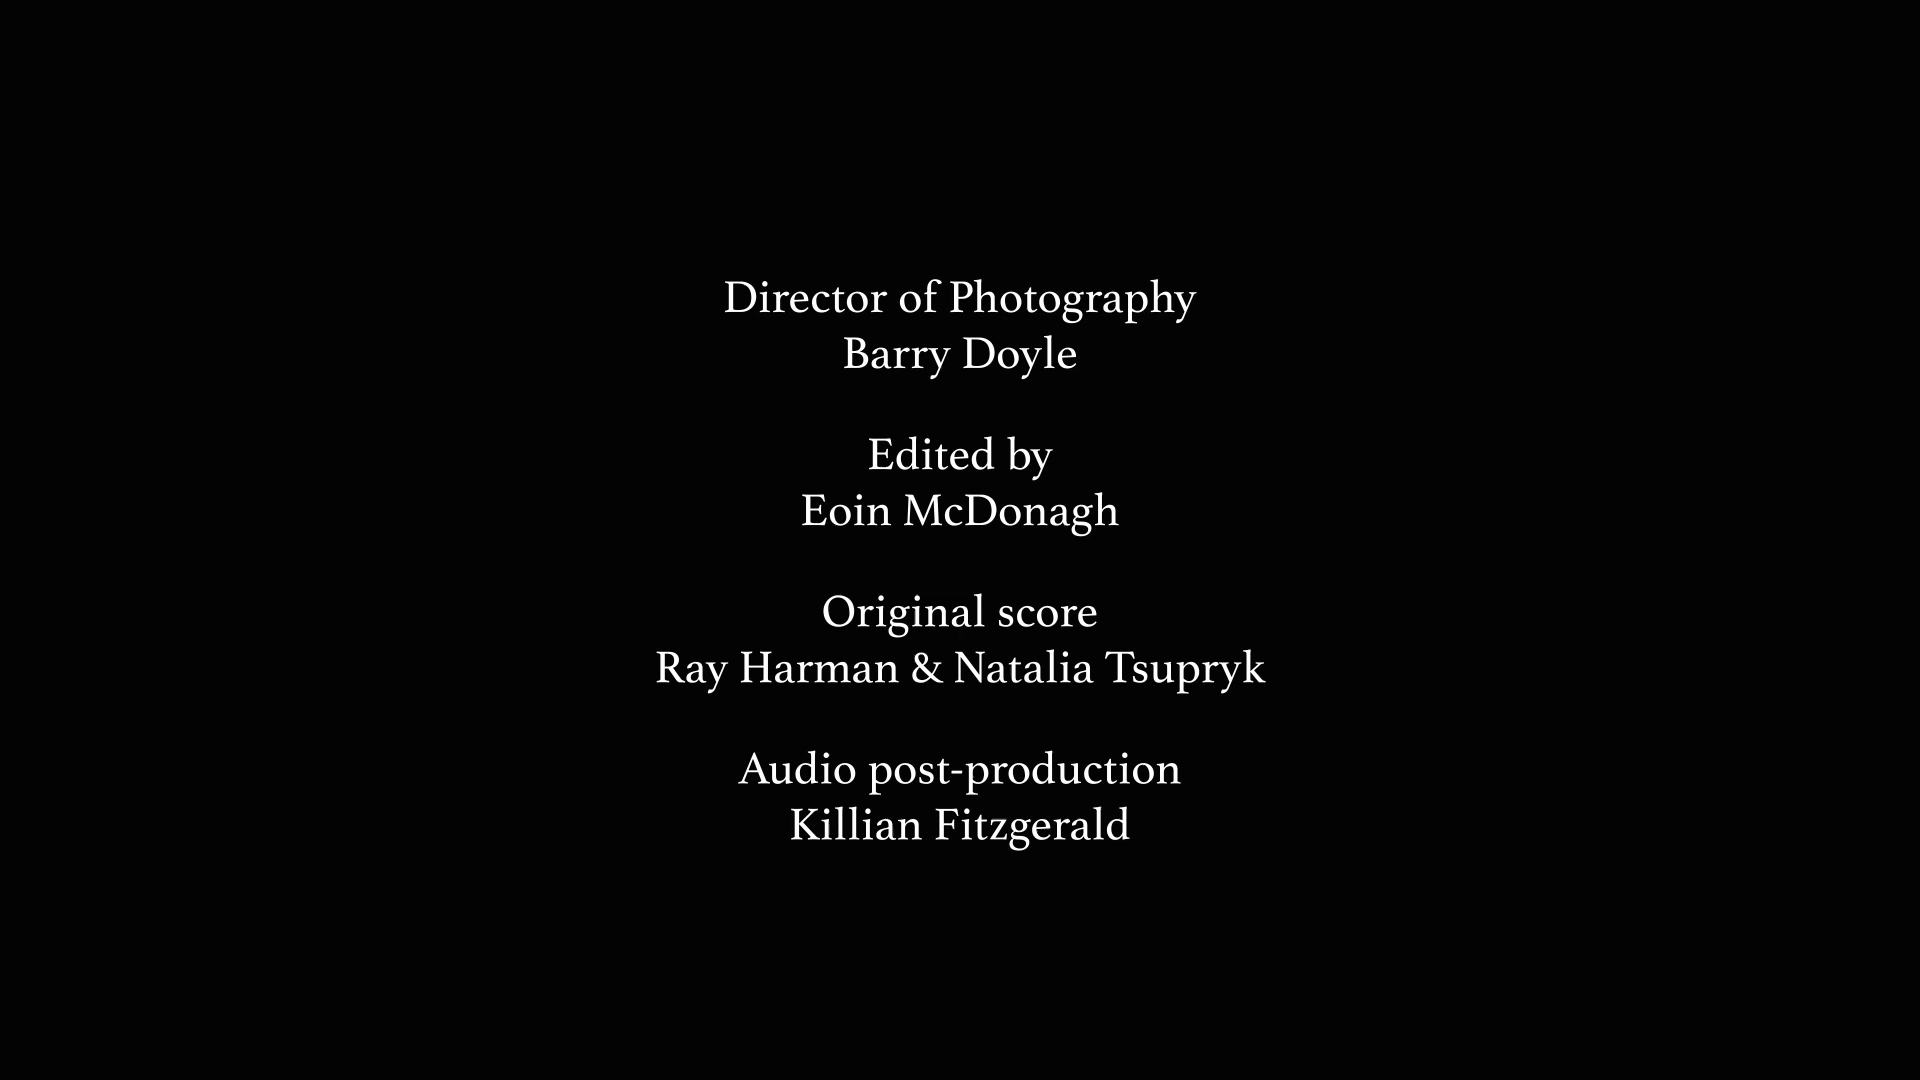 Director of Photography
Barry Doyle
Edited by
Eoin McDonagh
Original score
Ray Harman & Natalia Tsupryk
Audio post-production
Killian Fitzgerald